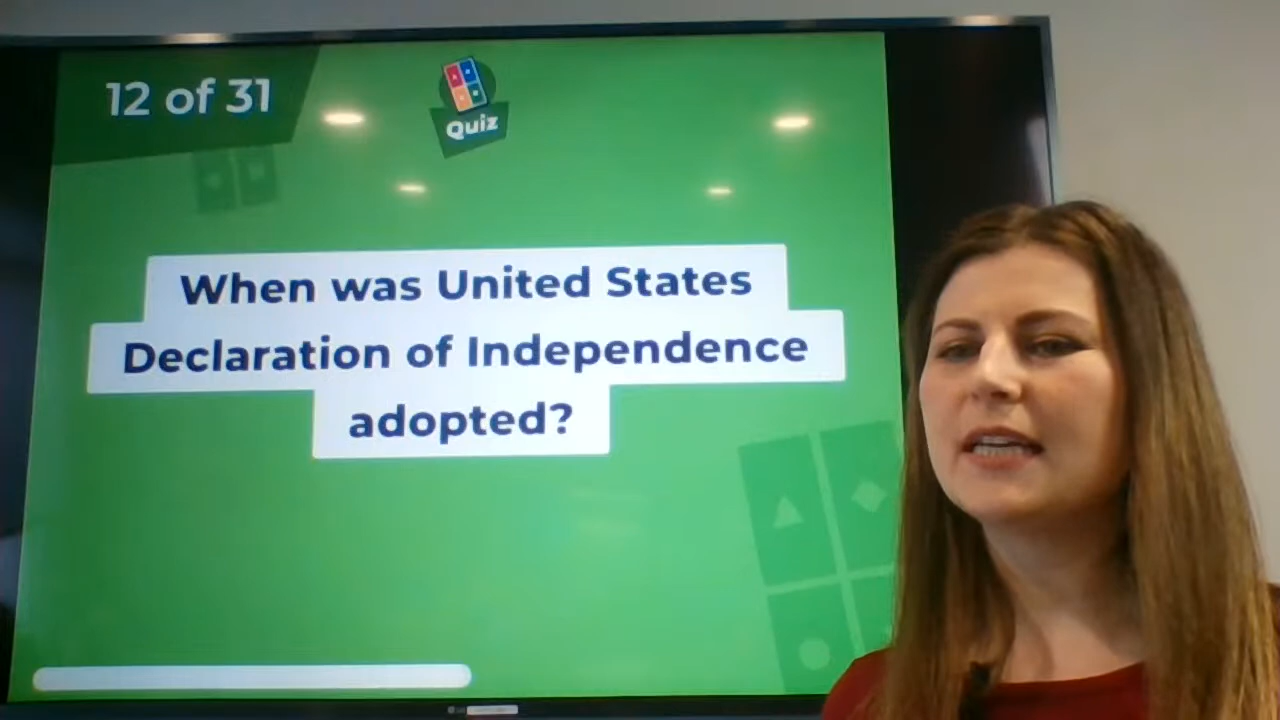 12 of 31
Quiz
When was United States
Declaration of Independence
adopted?